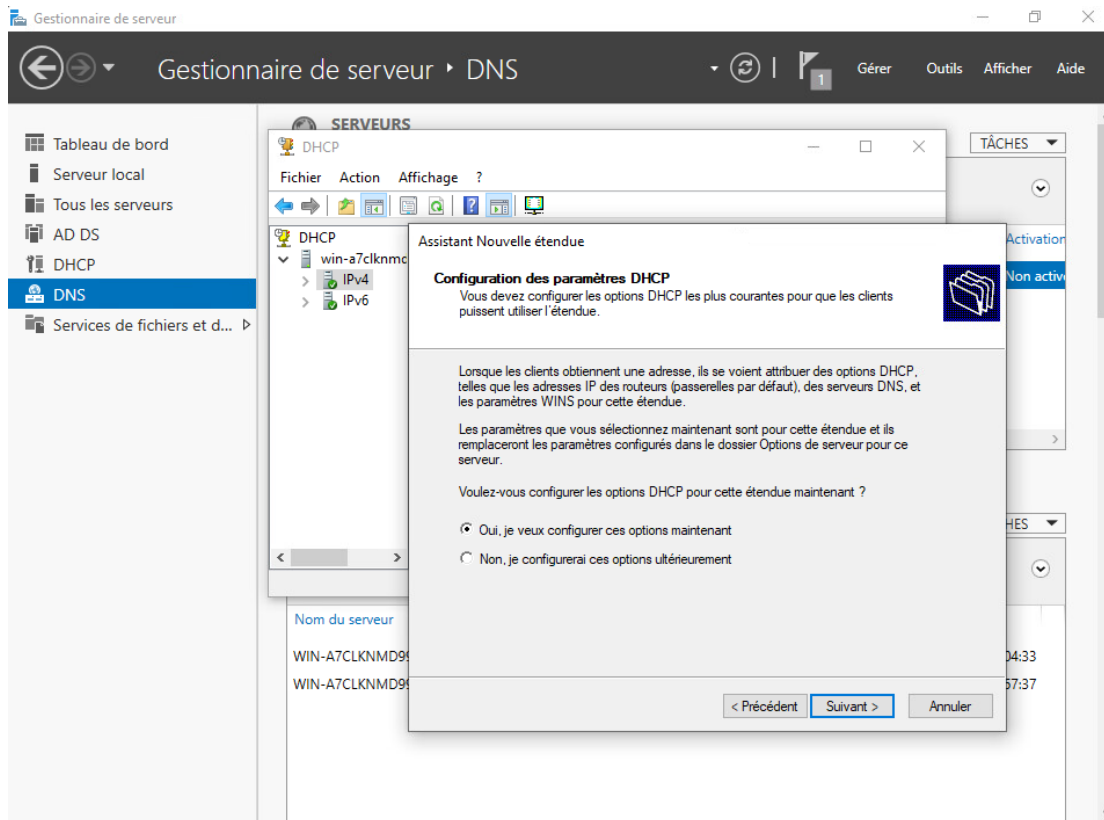 Gestionnaire de serveur
Gestionnaire de serveur • DNS
1
Gérer
Outils
Afficher
Aide
Tableau de bord
Serveur local
Tous les serveurs
AD DS
DHCP
DNS
Services de fichiers et d...
SERVEURS
TÂCHES
Activation
Non active
DHCP
Fichier Action Affichage ?
DHCP
win-a7clknmd
IPv4
IPv6
Assistant Nouvelle étendue
Configuration des paramètres DHCP
Vous devez configurer les options DHCP les plus courantes pour que les clients
puissent utiliser l'étendue.
Lorsque les clients obtiennent une adresse, ils se voient attribuer des options DHCP,
telles que les adresses IP des routeurs (passerelles par défaut), des serveurs DNS, et
les paramètres WINS pour cette étendue.
Les paramètres que vous sélectionnez maintenant sont pour cette étendue et ils
remplaceront les paramètres configurés dans le dossier Options de serveur pour ce
serveur.
Voulez-vous configurer les options DHCP pour cette étendue maintenant ?
Oui, je veux configurer ces options maintenant
Non, je configurerai ces options ultérieurement
< Précédent
Suivant >
Annuler
HES
Nom du serveur
WIN-A7CLKNMD99
04:33
WIN-A7CLKNMD99
57:37